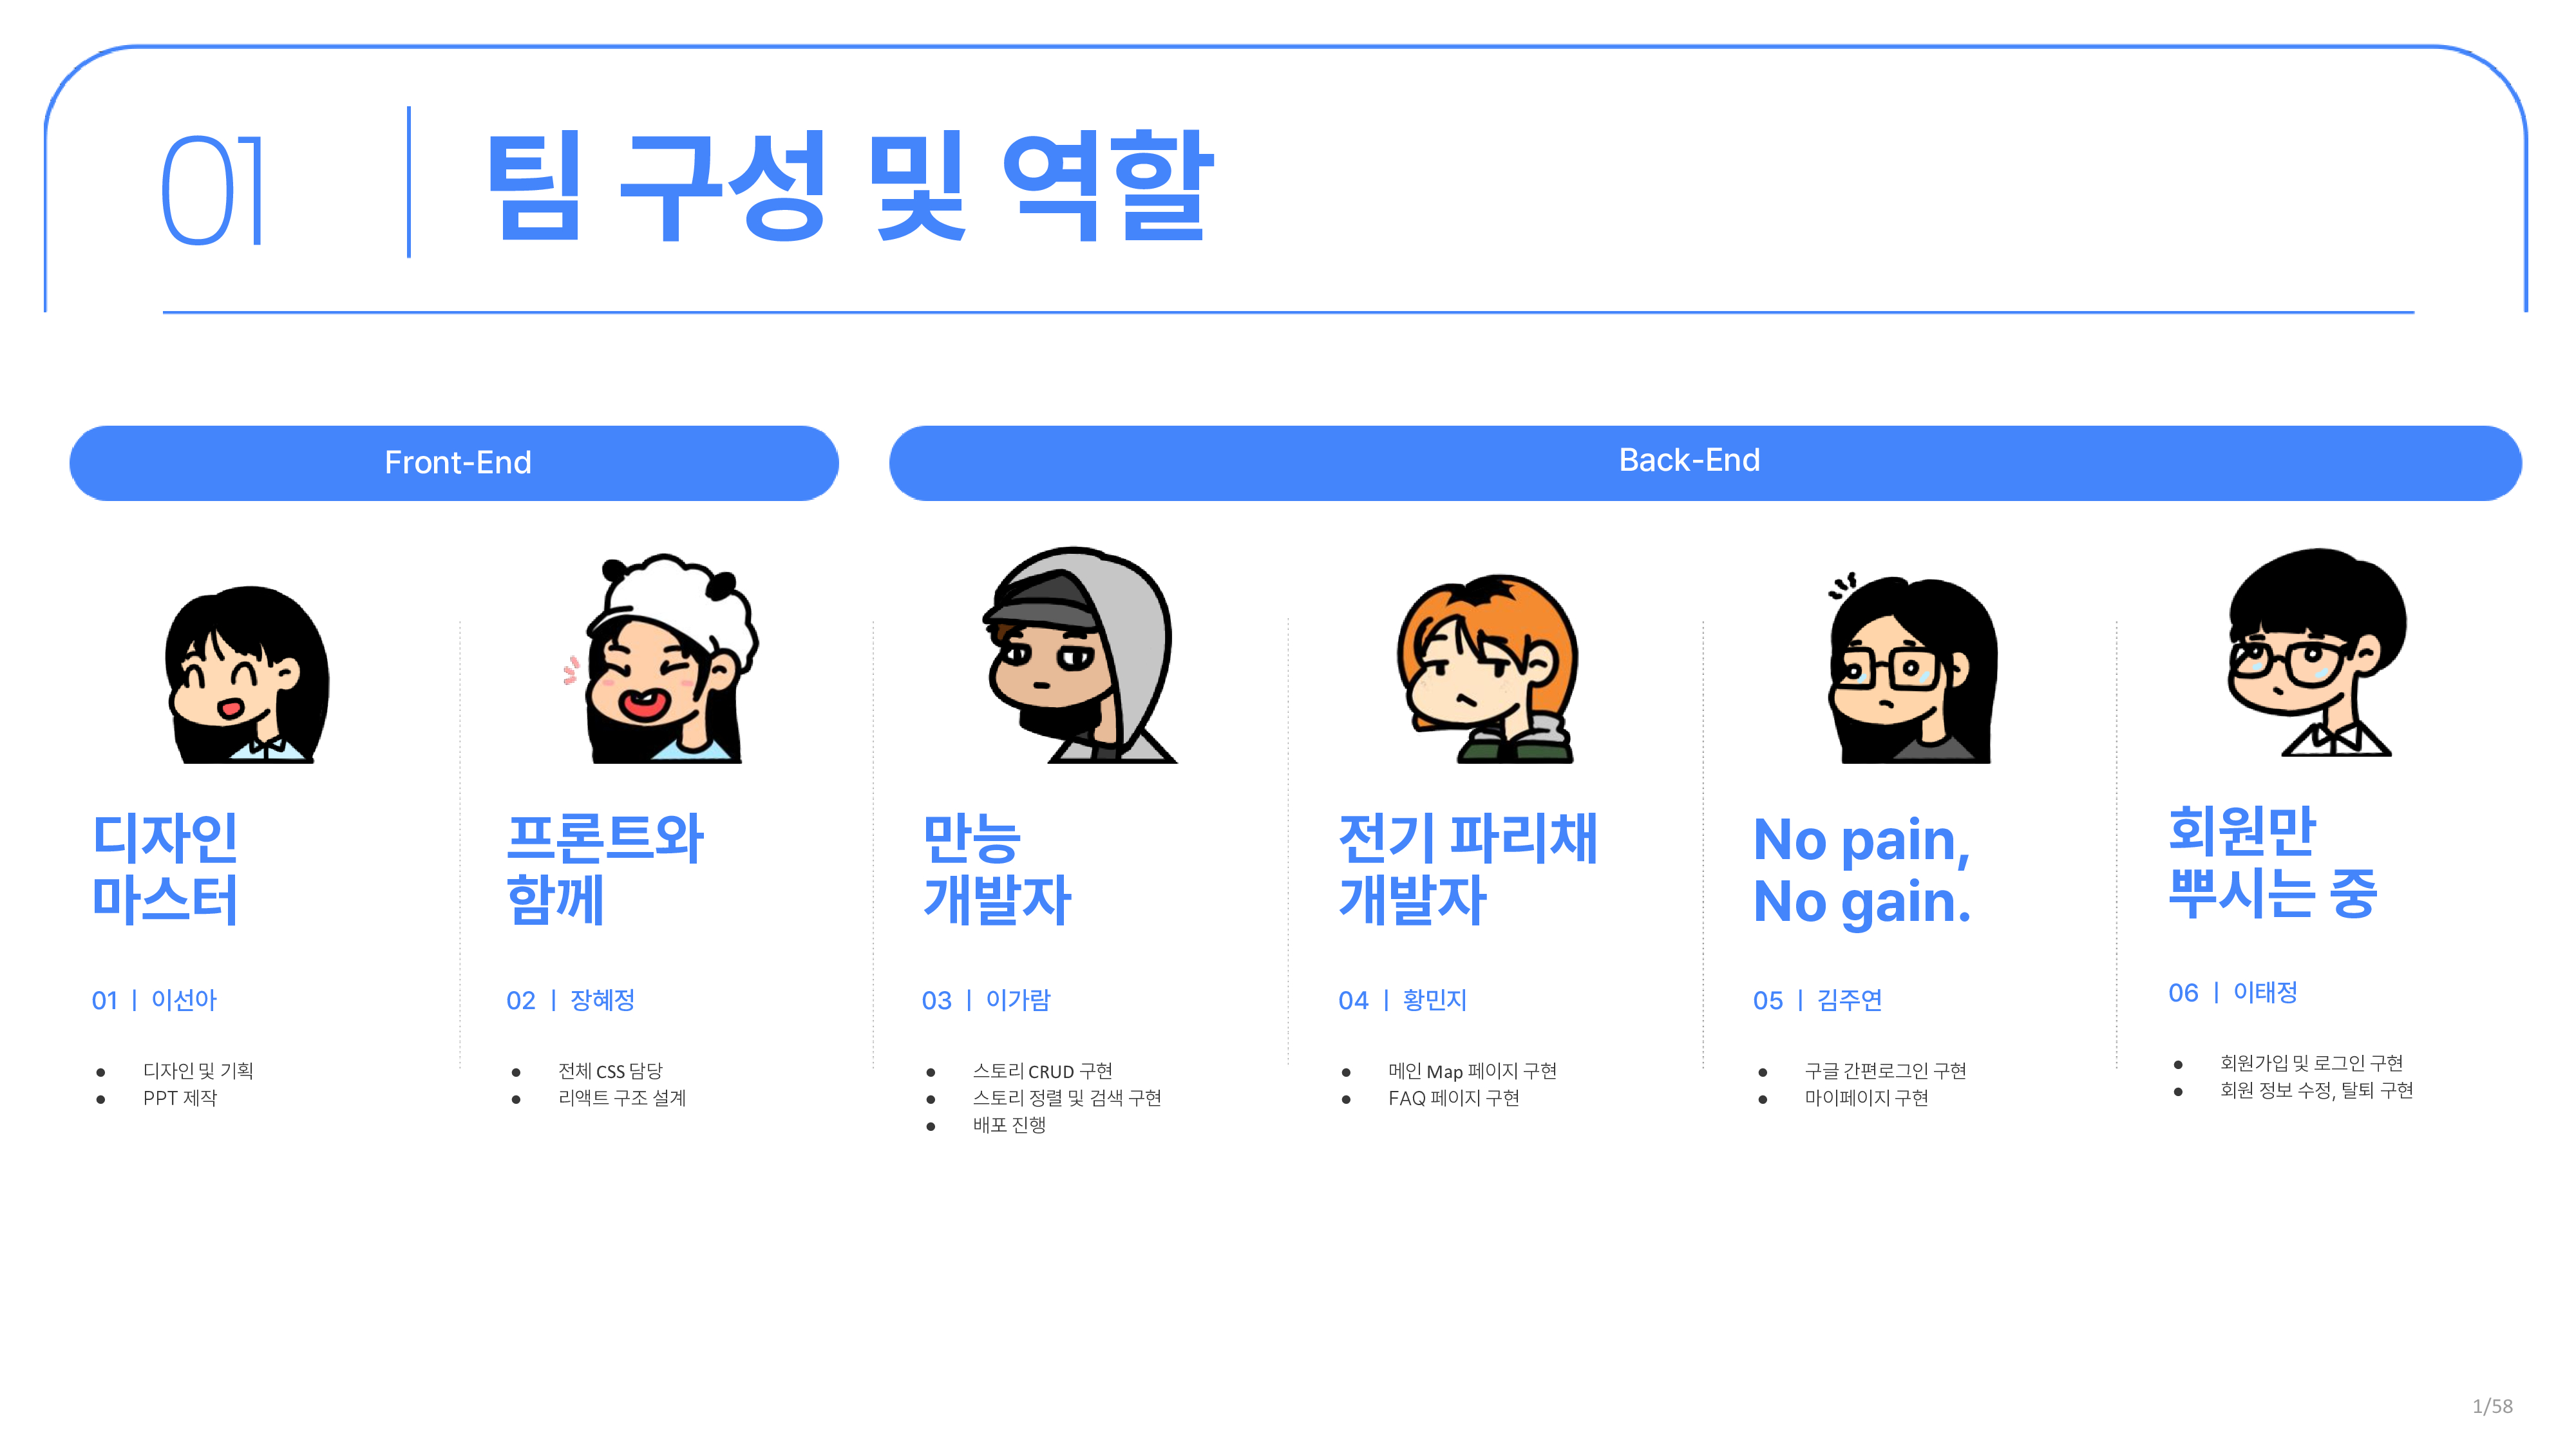 01
팀 구성 및 역할
Front-End
Back-End
디자인
마스터
01 | 이선아
● 디자인 및 기획
● PPT 제작
프론트와
함께
02 | 장혜정
● 전체 CSS 담당
● 리액트 구조 설계
만능
개발자
03 | 이가람
● 스토리 CRUD 구현
● 스토리 정렬 및 검색 구현
● 배포 진행
전기 파리채
개발자
04 | 황민지
● 메인 Map 페이지 구현
● FAQ 페이지 구현
No pain,
No gain.
05 | 김주연
● 구글 간편로그인 구현
● 마이페이지 구현
회원만
뿌시는 중
06 | 이태정
● 회원가입 및 로그인 구현
● 회원 정보 수정, 탈퇴 구현
1/58